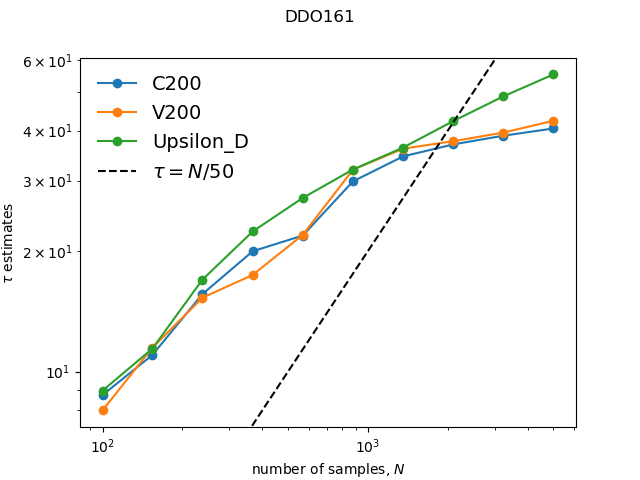 DDO161
6 × 10¹
4 × 10¹
3 × 10¹
2 × 10¹
10¹
τ estimates
C200
V200
Upsilon_D
τ = N/50
10²
10³
number of samples, N